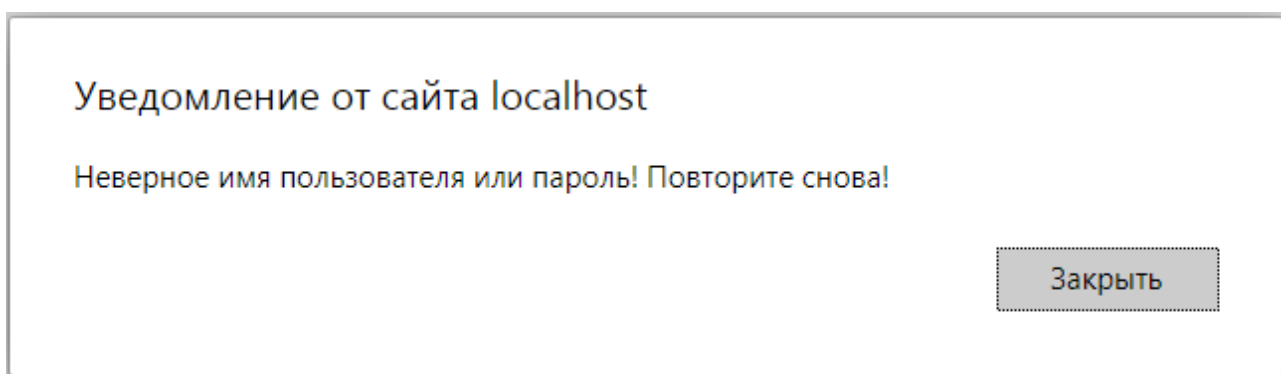 Уведомление от сайта localhost
Неверное имя пользователя или пароль! Повторите снова!
Закрыть